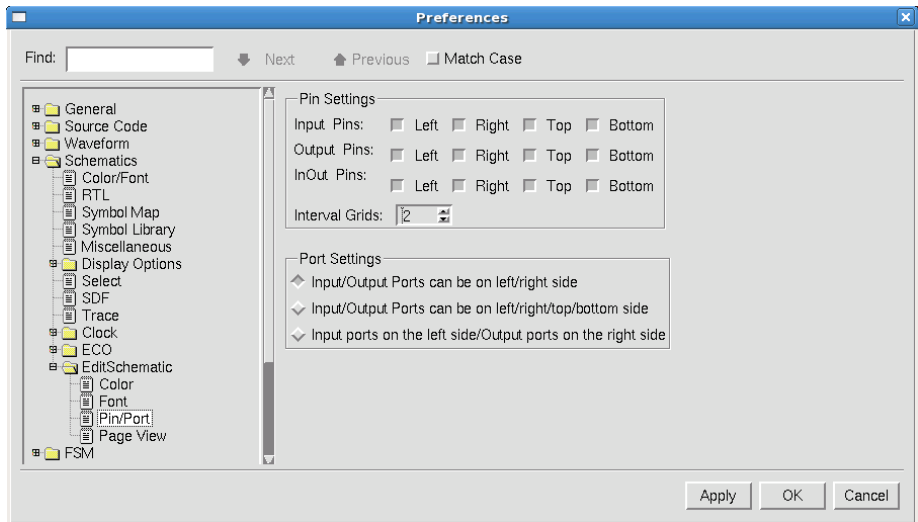 Preferences
Find: Next Previous Match Case
General
Source Code
Waveform
Schematics
Color/Font
RTL
Symbol Map
Symbol Library
Miscellaneous
Display Options
Select
SDF
Trace
Clock
ECO
EditSchematic
Color
Font
Pin/Port
Page View
FSM
Pin Settings
Input Pins: Left Right Top Bottom
Output Pins: Left Right Top Bottom
InOut Pins: Left Right Top Bottom
Interval Grids: 2
Port Settings
Input/Output Ports can be on left/right side
Input/Output Ports can be on left/right/top/bottom side
Input ports on the left side/Output ports on the right side
Apply OK Cancel